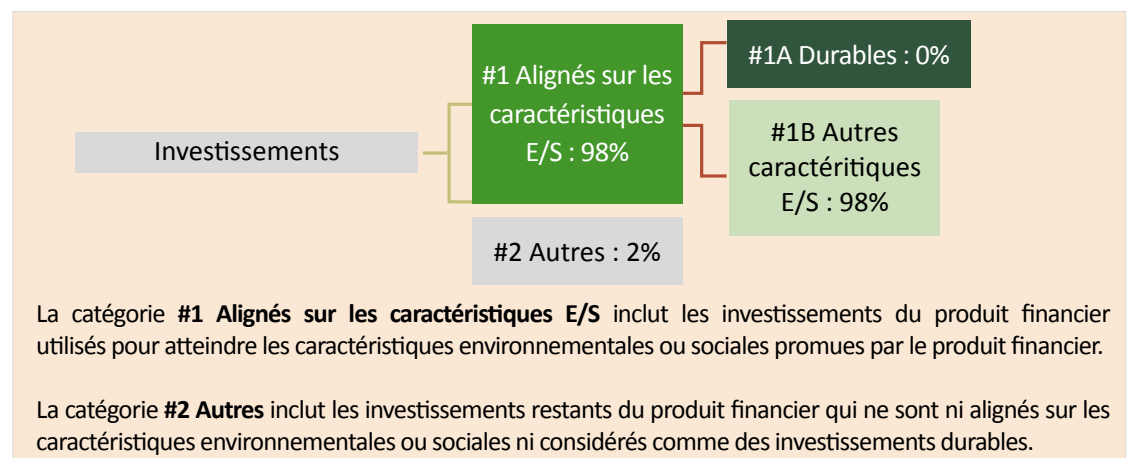 Investissements
#1 Alignés sur les
caractéristiques
E/S : 98%
#2 Autres : 2%
#1A Durables : 0%
#1B Autres
caractéritiques
E/S : 98%
La catégorie #1 Alignés sur les caractéristiques E/S inclut les investissements du produit financier
utilisés pour atteindre les caractéristiques environnementales ou sociales promues par le produit financier.
La catégorie #2 Autres inclut les investissements restants du produit financier qui ne sont ni alignés sur les
caractéristiques environnementales ou sociales ni considérés comme des investissements durables.